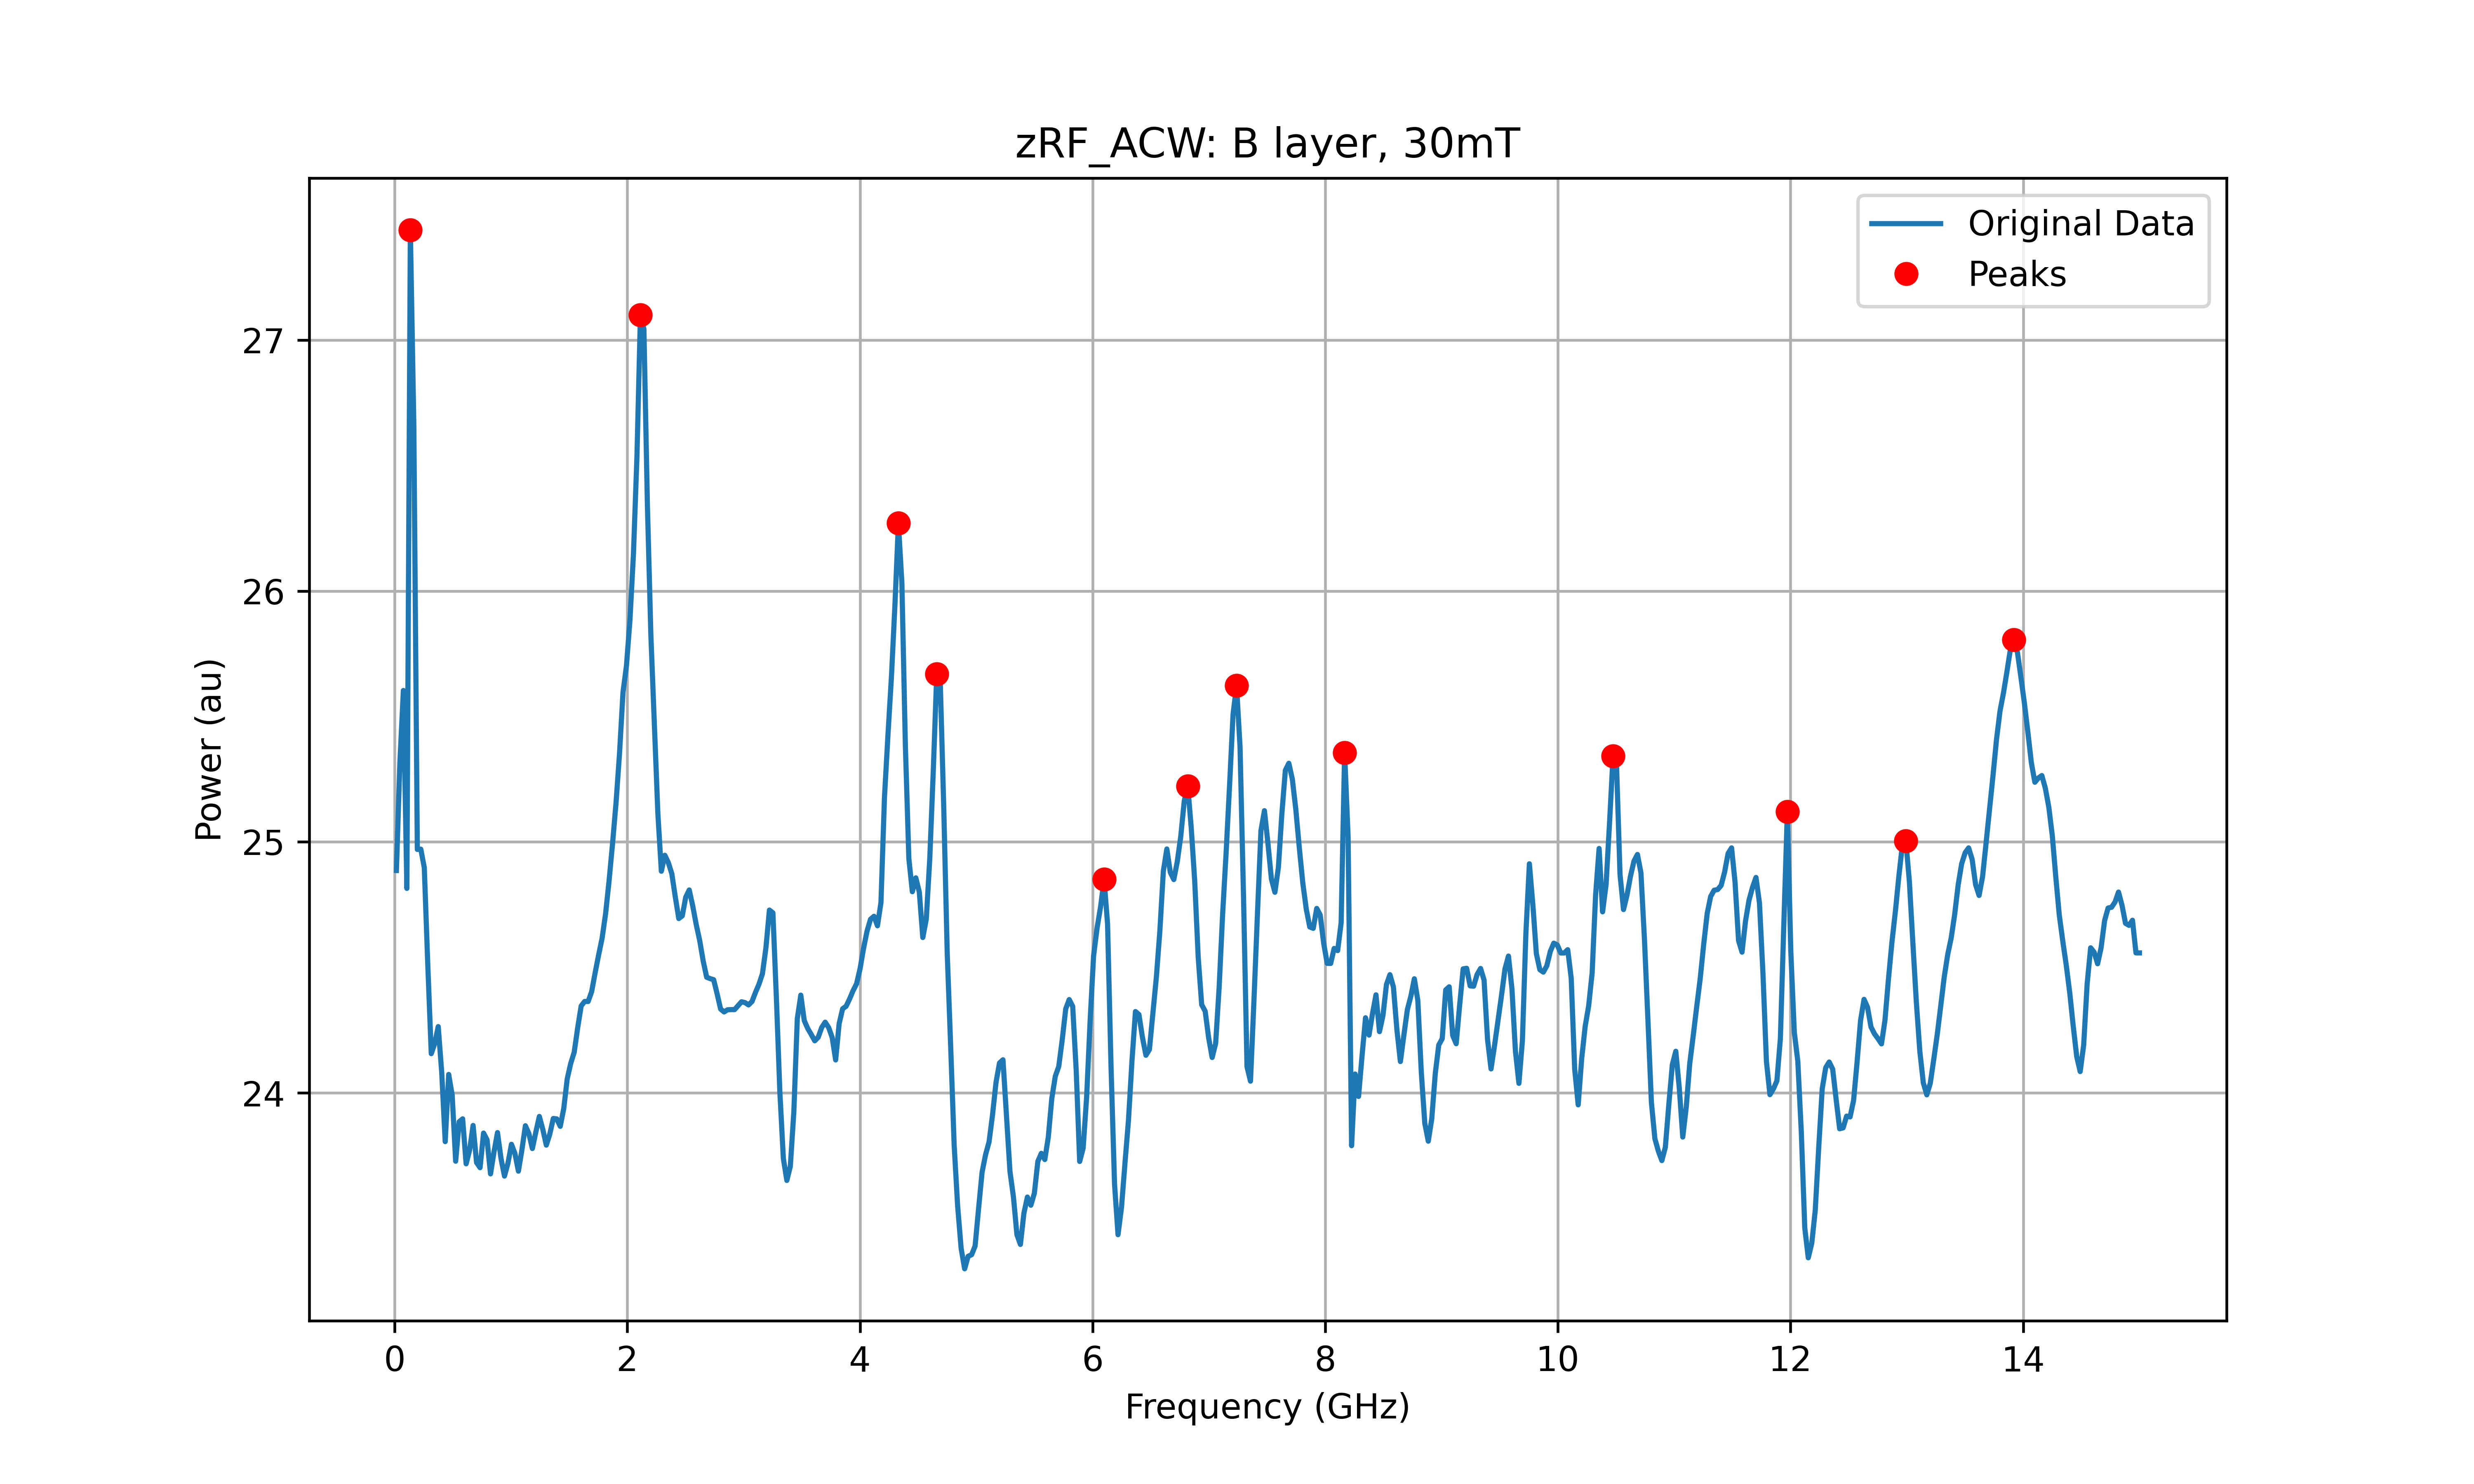 zRF_ACW: B layer, 30mT
Original Data
Peaks
Power (au)
27
26
25
24
0 2 4 6 8 10 12 14
Frequency (GHz)